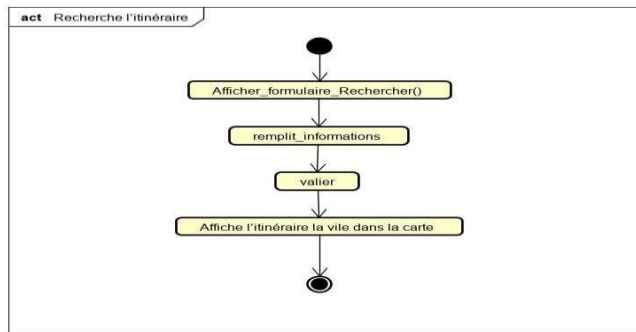 act Recherche l'itinéraire
Afficher_formulaire_Rechercher()
remplit_informations
valier
Affiche l'itinéraire la vile dans la carte